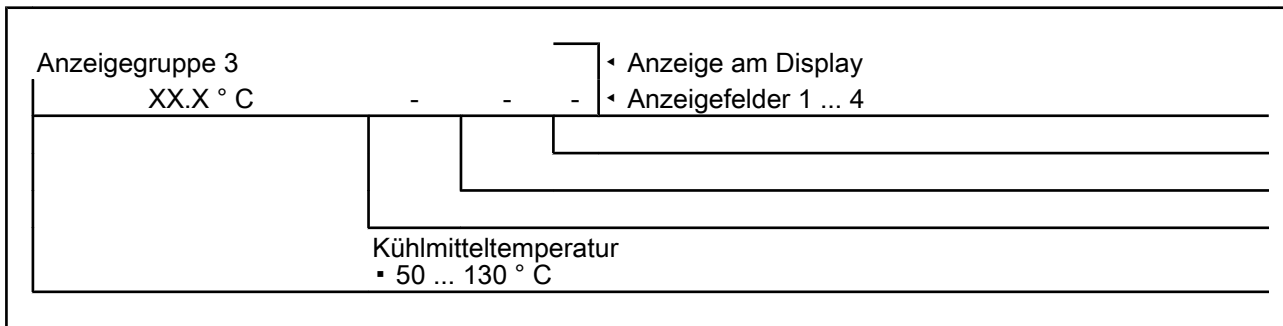 Anzeigegruppe 3 ◂ Anzeige am Display
XX.X ° C - - - ◂ Anzeigefelder 1 ... 4
Kühlmitteltemperatur
▪ 50 ... 130 ° C